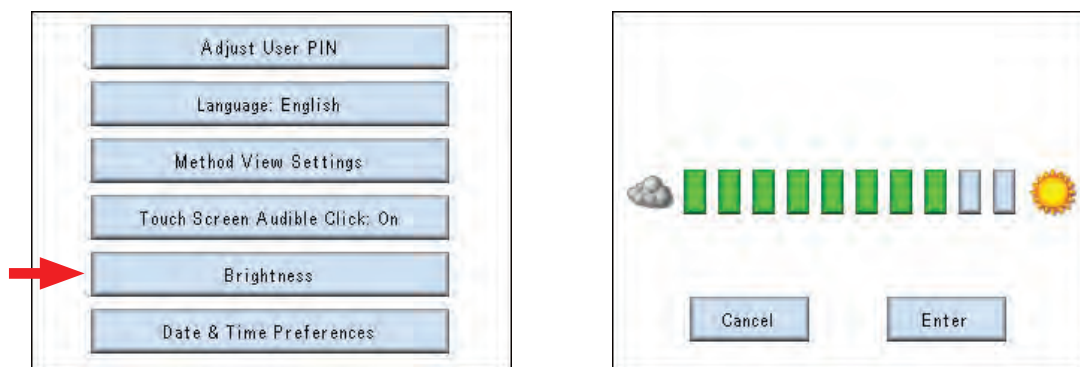 Adjust User PIN
Language: English
Method View Settings
Touch Screen Audible Click: On
Brightness
Date & Time Preferences
Cancel
Enter